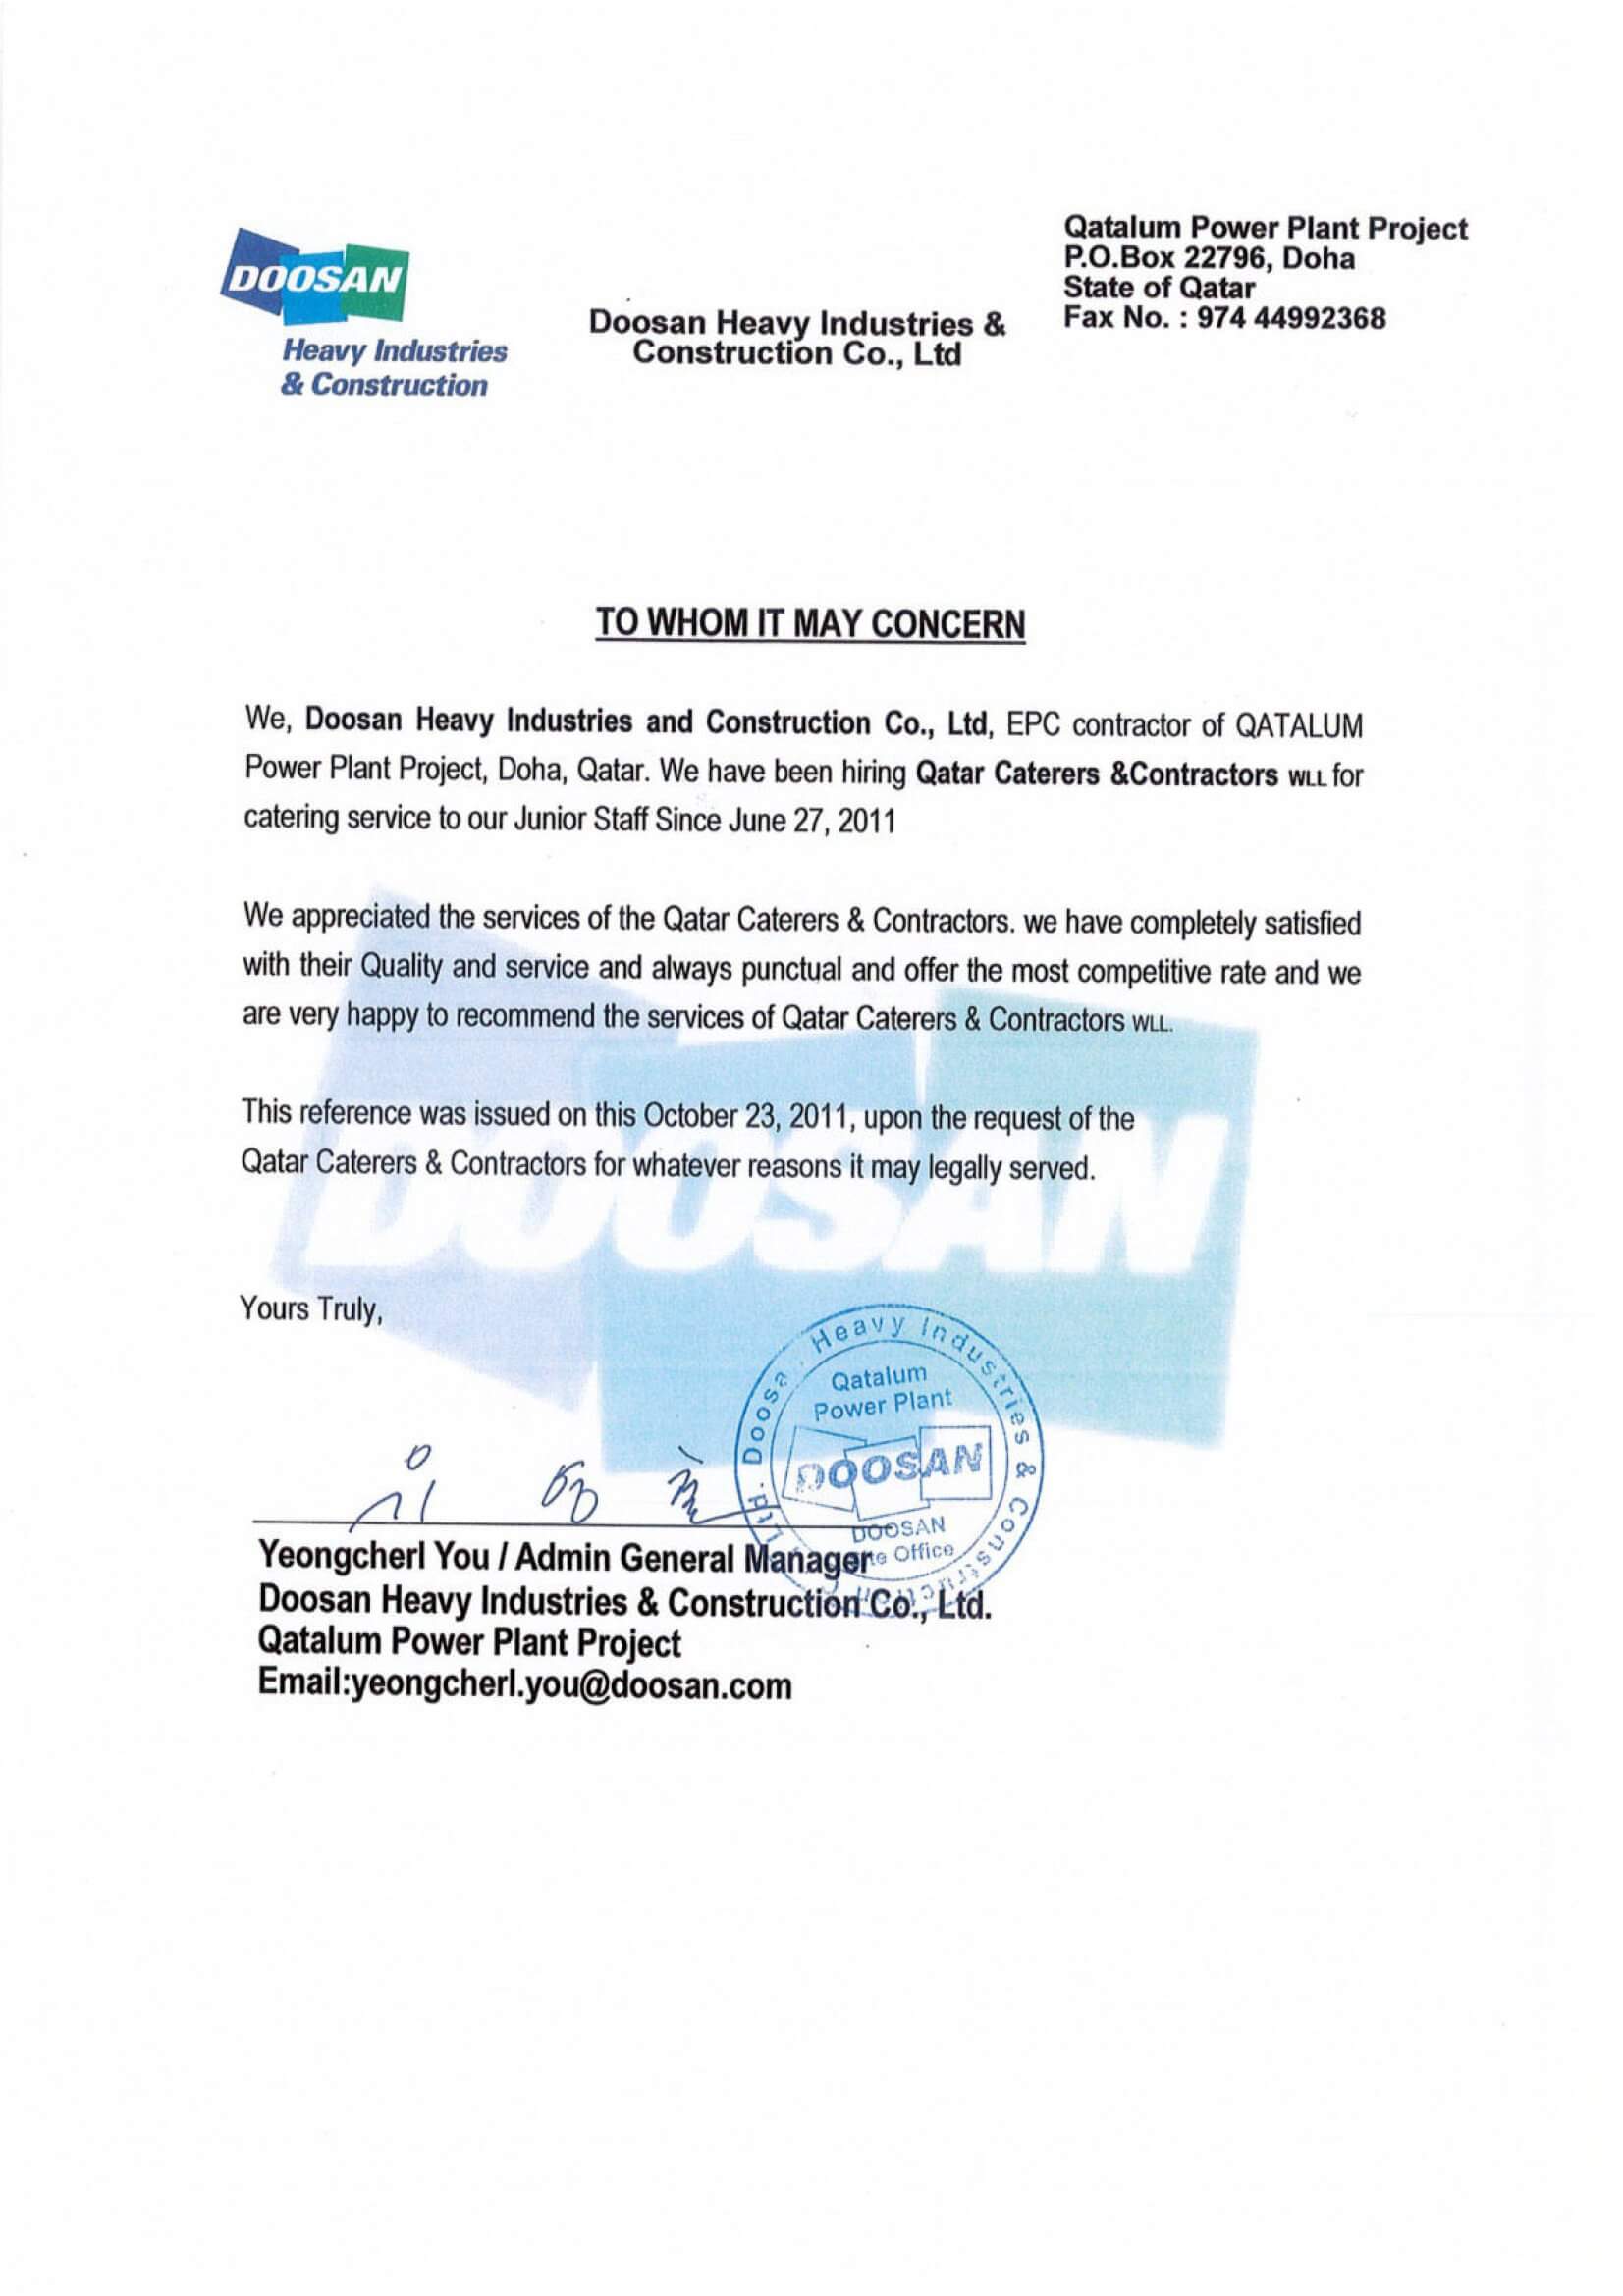 DOOSAN
Heavy Industries
& Construction
Doosan Heavy Industries &
Construction Co., Ltd
Qatalum Power Plant Project
P.O.Box 22796, Doha
State of Qatar
Fax No. : 974 44992368
TO WHOM IT MAY CONCERN
We, Doosan Heavy Industries and Construction Co., Ltd, EPC contractor of QATALUM
Power Plant Project, Doha, Qatar. We have been hiring Qatar Caterers &Contractors WLL for
catering service to our Junior Staff Since June 27, 2011
We appreciated the services of the Qatar Caterers & Contractors. we have completely satisfied
with their Quality and service and always punctual and offer the most competitive rate and we
are very happy to recommend the services of Qatar Caterers & Contractors WLL.
This reference was issued on this October 23, 2011, upon the request of the
Qatar Caterers & Contractors for whatever reasons it may legally served.
DOOSAN
Yours Truly,
Doosa Heavy Industries & Construction Co., Ltd.
Qatalum
Power Plant
DOOSAN
DOOSAN
Office
Yeongcherl You / Admin General Manager
Doosan Heavy Industries & Construction Co., Ltd.
Qatalum Power Plant Project
Email:yeongcherl.you@doosan.com